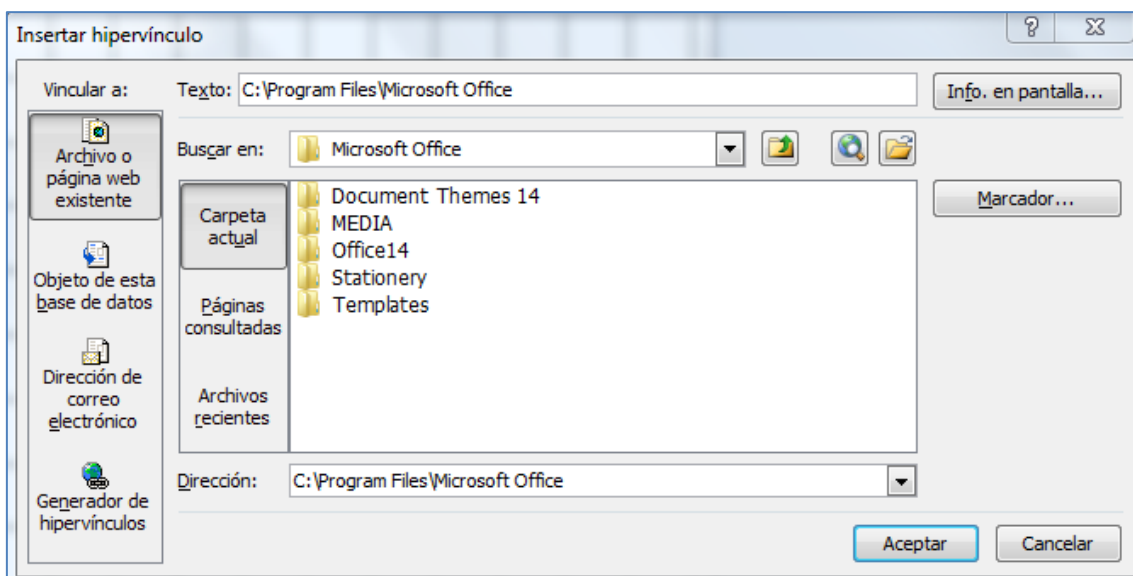 Insertar hipervínculo
Vincular a:
Texto: C:\Program Files\Microsoft Office
Info. en pantalla...
Archivo o
página web
existente
Buscar en: Microsoft Office
Carpeta
actual
Document Themes 14
MEDIA
Office14
Stationery
Templates
Marcador...
Objeto de esta
base de datos
Páginas
consultadas
Dirección de
correo
electrónico
Archivos
recientes
Generador de
hipervínculos
Dirección: C:\Program Files\Microsoft Office
Aceptar
Cancelar